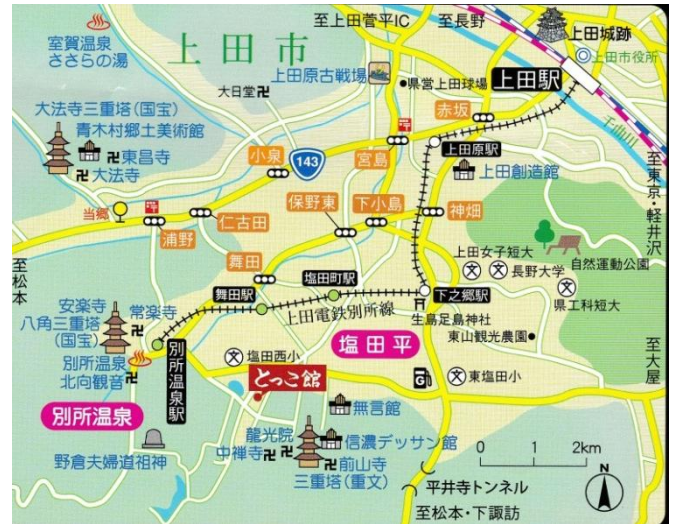 至上田菅平IC
至長野
室賀温泉
ささらの湯
上田市
上田城跡
上田市役所
上田原古戦場
県営上田球場
上田駅
大日堂卍
千曲川
大法寺三重塔(国宝)
青木村郷土美術館
卍東昌寺
卍大法寺
赤坂
小泉
143
宮島
上田原駅
上田創造館
至東京・軽井沢
当郷
浦野
仁古田
保野東
下小島
神畑
上田女子短大
文
文長野大学
自然運動公園
文
県工科短大
至松本
舞田
塩田町駅
舞田駅
下之郷駅
上田電鉄別所線
生島足島神社
東山観光農園
安楽寺
八角三重塔
(国宝)
常楽寺
卍
別所温泉
北向観音卍
別所温泉駅
塩田平
至大屋
文塩田西小
とっこ館
G
文東塩田小
別所温泉
無言館
野倉夫婦道祖神
龍光院
中禅寺卍
卍
信濃デッサン館
卍前山寺
三重塔(重文)
0 1 2km
N
平井寺トンネル
至松本・下諏訪